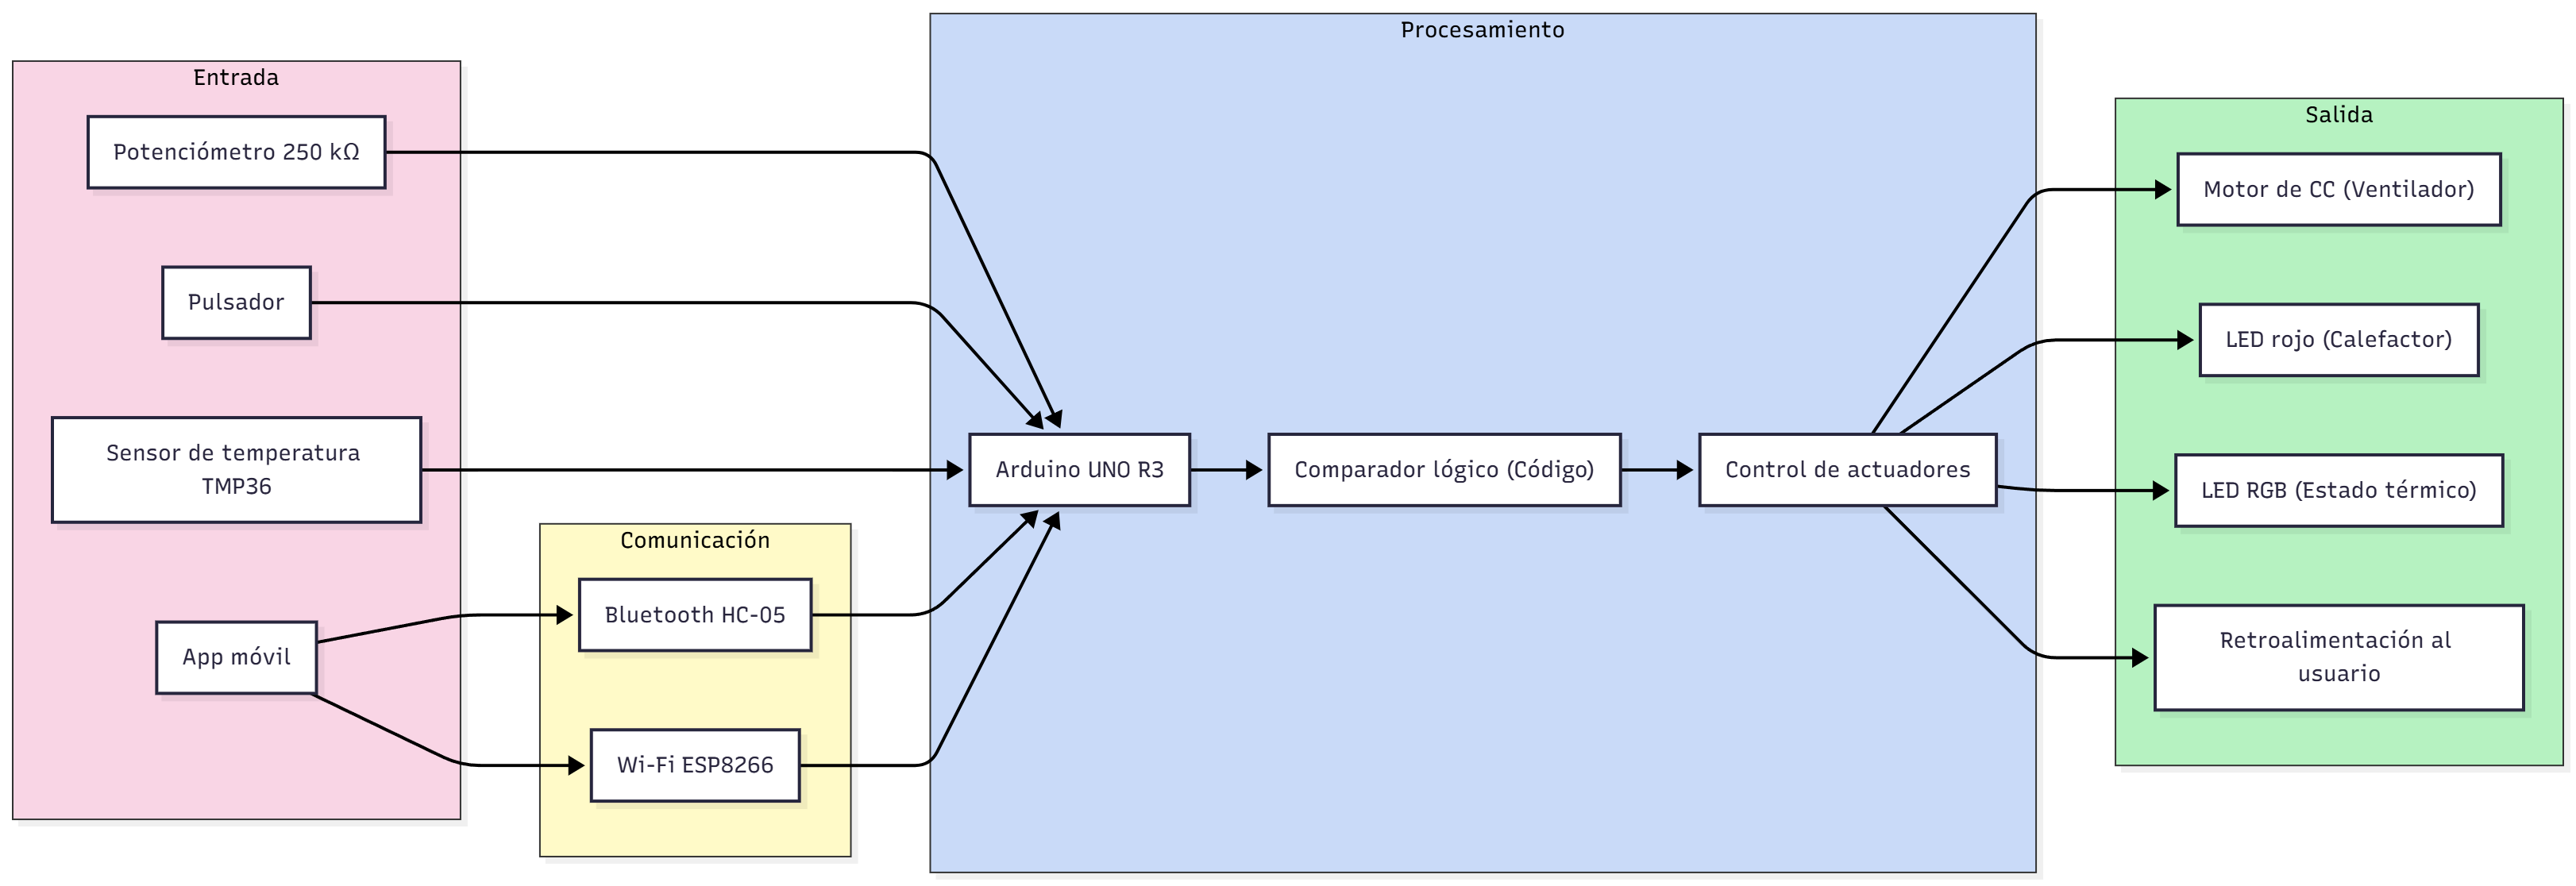 Entrada
Potenciómetro 250 kΩ
Pulsador
Sensor de temperatura
TMP36
App móvil
Comunicación
Bluetooth HC-05
Wi-Fi ESP8266
Procesamiento
Arduino UNO R3
Comparador lógico (Código)
Control de actuadores
Salida
Motor de CC (Ventilador)
LED rojo (Calefactor)
LED RGB (Estado térmico)
Retroalimentación al
usuario